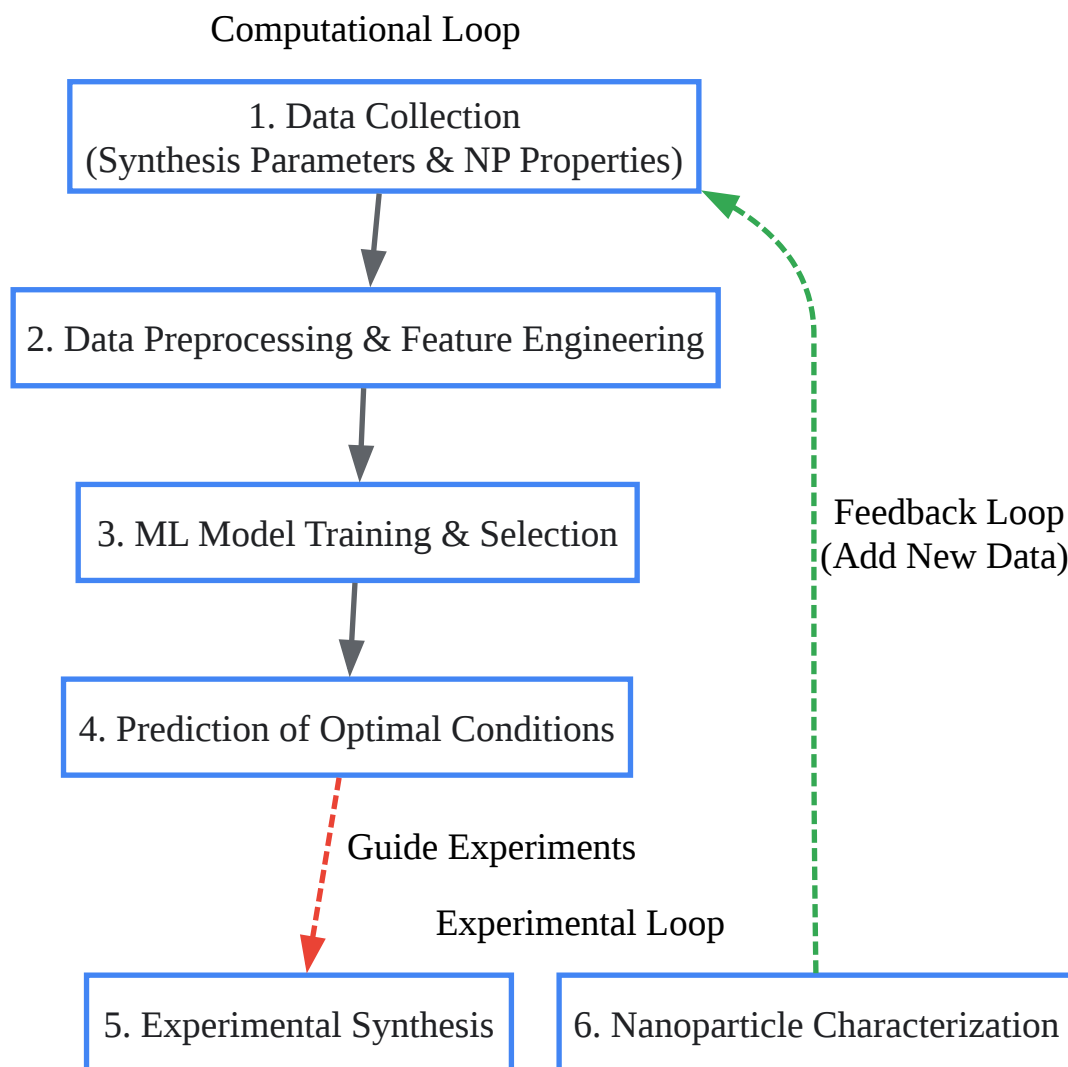 Computational Loop
1. Data Collection
(Synthesis Parameters & NP Properties)
2. Data Preprocessing & Feature Engineering
3. ML Model Training & Selection
Feedback Loop
(Add New Data)
4. Prediction of Optimal Conditions
Guide Experiments
Experimental Loop
5. Experimental Synthesis
6. Nanoparticle Characterization